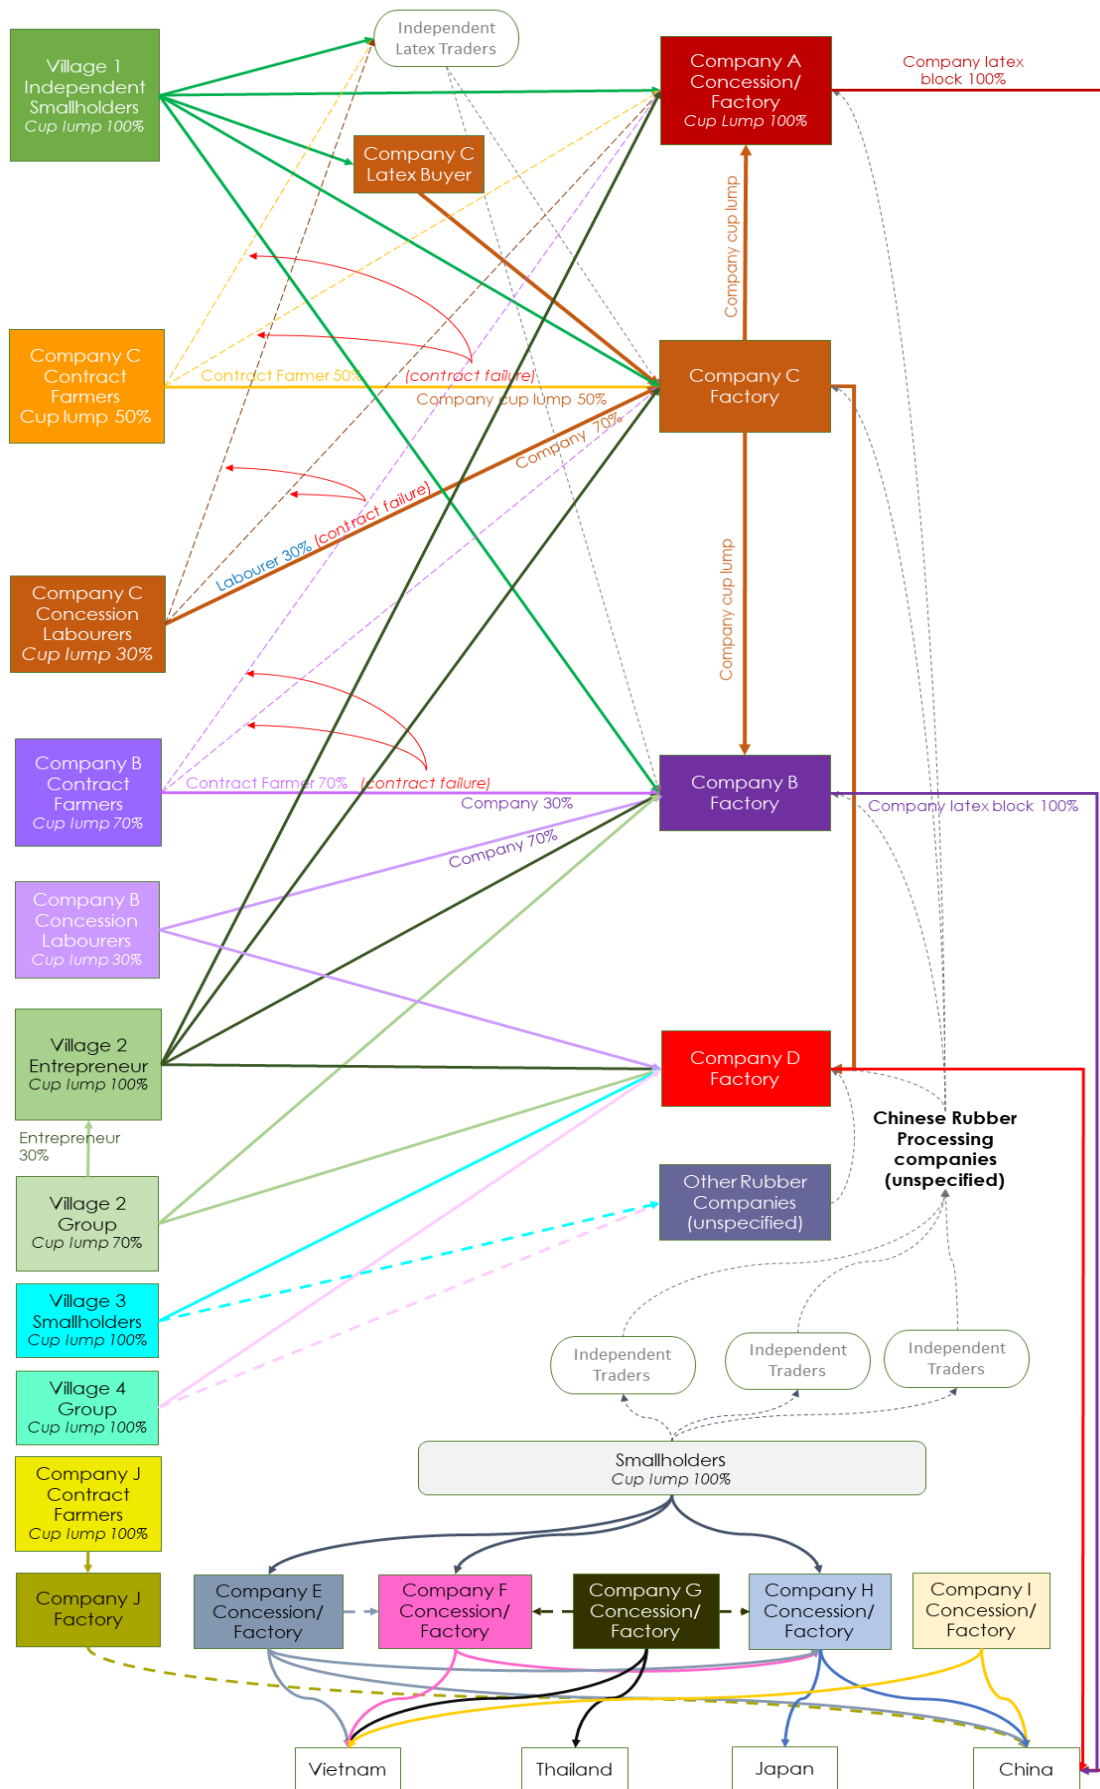 Village 1
Independent
Smallholders
Cup lump 100%
Independent
Latex Traders
Company A
Concession/
Factory
Cup Lump 100%
Company latex
block 100%
Company C
Latex Buyer
Company cup lump
Company C
Contract
Farmers
Cup lump 50%
Contract Farmer 50%
(contract failure)
Company cup lump 50%
Company C
Factory
Company 70%
Labourer 30%
(contract failure)
Company cup lump
Company C
Concession
Labourers
Cup lump 30%
Company B
Contract
Farmers
Cup lump 70%
Contract Farmer 70%
(contract failure)
Company 30%
Company B
Factory
Company latex block 100%
Company 70%
Company B
Concession
Labourers
Cup lump 30%
Village 2
Entrepreneur
Cup lump 100%
Company D
Factory
Entrepreneur
30%
Chinese Rubber
Processing
companies
(unspecified)
Village 2
Group
Cup lump 70%
Other Rubber
Companies
(unspecified)
Village 3
Smallholders
Cup lump 100%
Independent
Traders
Independent
Traders
Independent
Traders
Village 4
Group
Cup lump 100%
Smallholders
Cup lump 100%
Company J
Contract
Farmers
Cup lump 100%
Company J
Factory
Company E
Concession/
Factory
Company F
Concession/
Factory
Company G
Concession/
Factory
Company H
Concession/
Factory
Company I
Concession/
Factory
Vietnam
Thailand
Japan
China